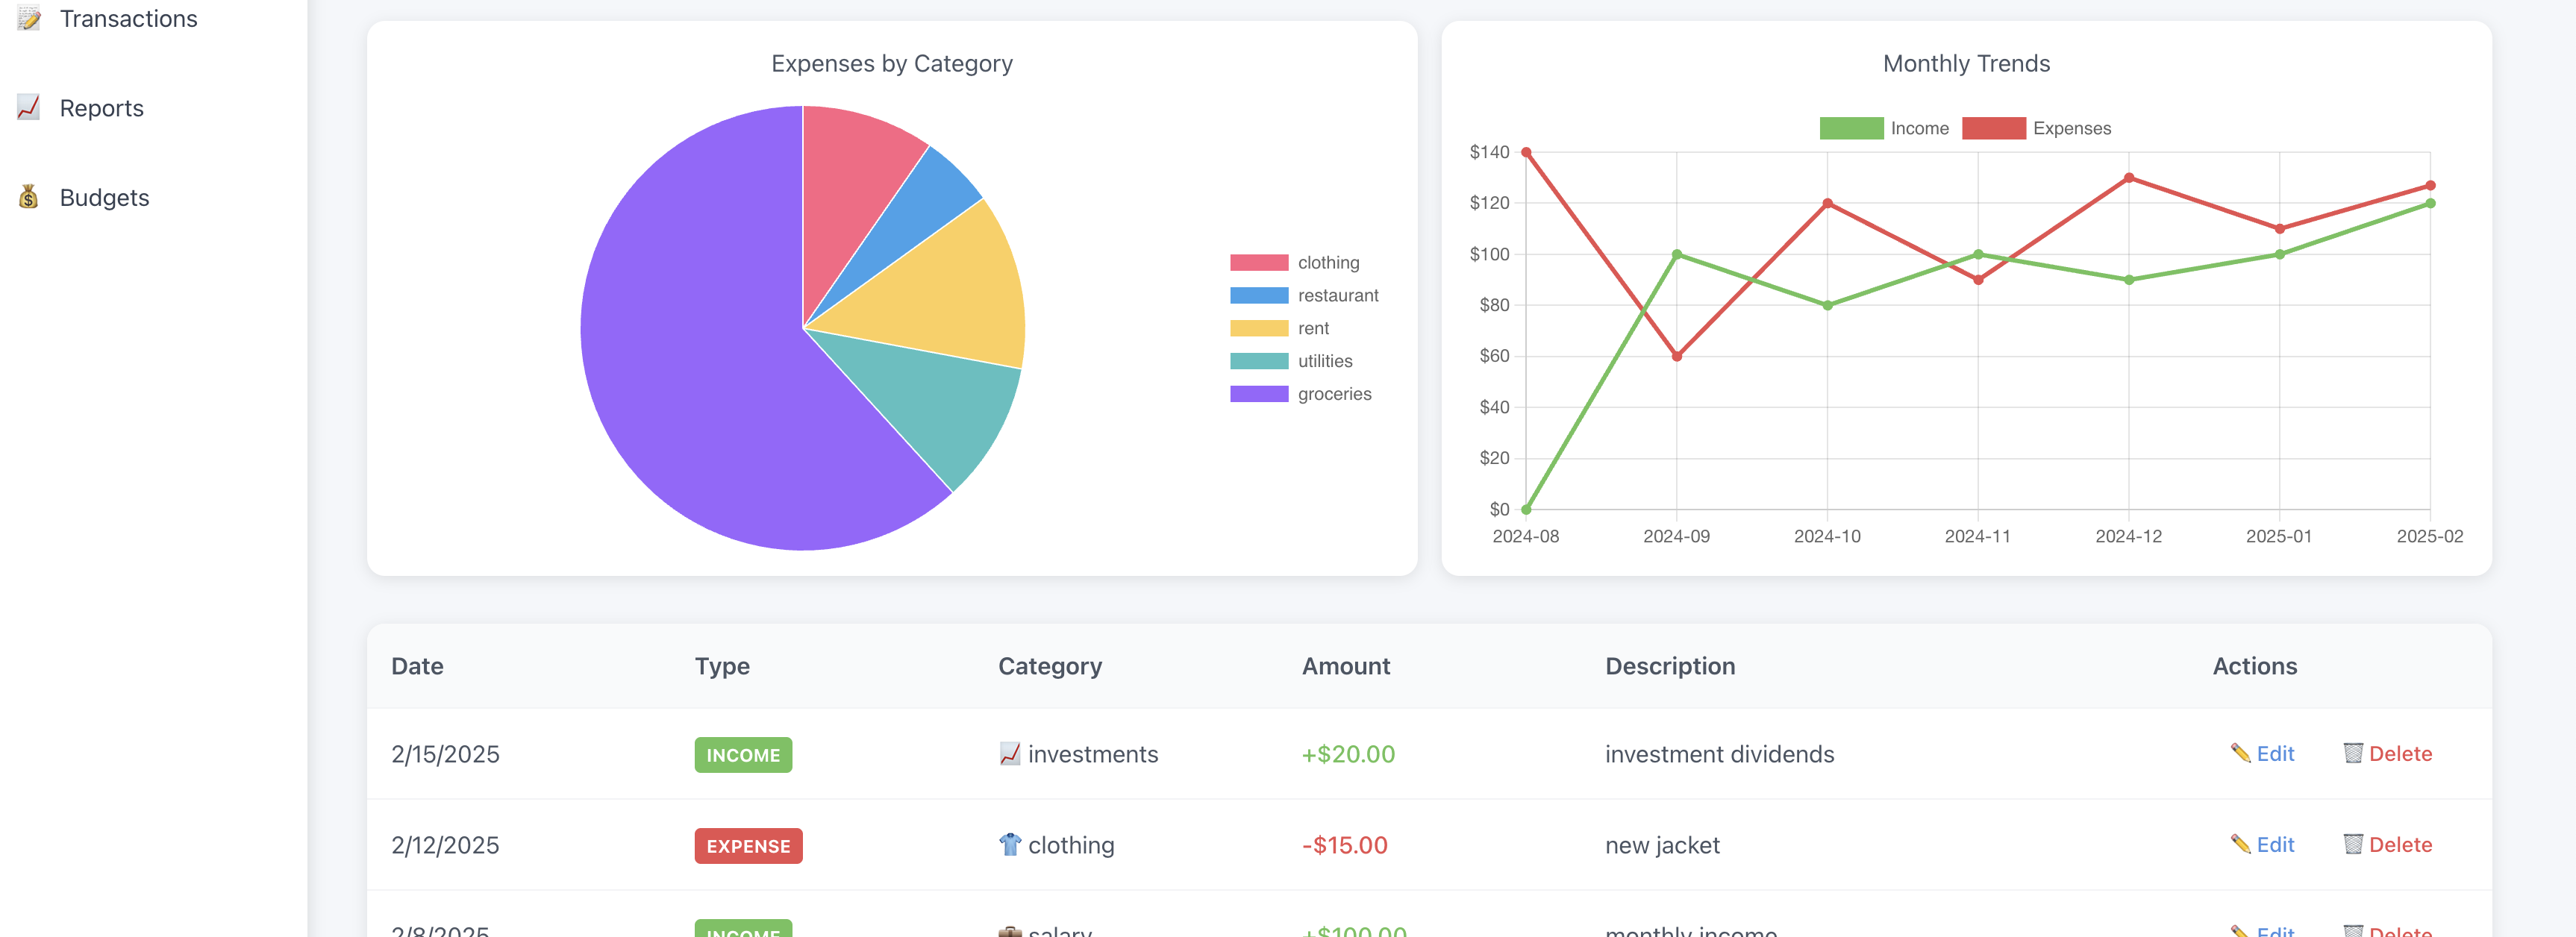 Transactions
Reports
Budgets
Expenses by Category
clothing
restaurant
rent
utilities
groceries
Monthly Trends
Income Expenses
$140
$120
$100
$80
$60
$40
$20
$0
2024-08 2024-09 2024-10 2024-11 2024-12 2025-01 2025-02
Date Type Category Amount Description Actions
2/15/2025 INCOME investments +$20.00 investment dividends Edit Delete
2/12/2025 EXPENSE clothing -$15.00 new jacket Edit Delete
2/8/2025 INCOME salary +$100.00 monthly income Edit Delete